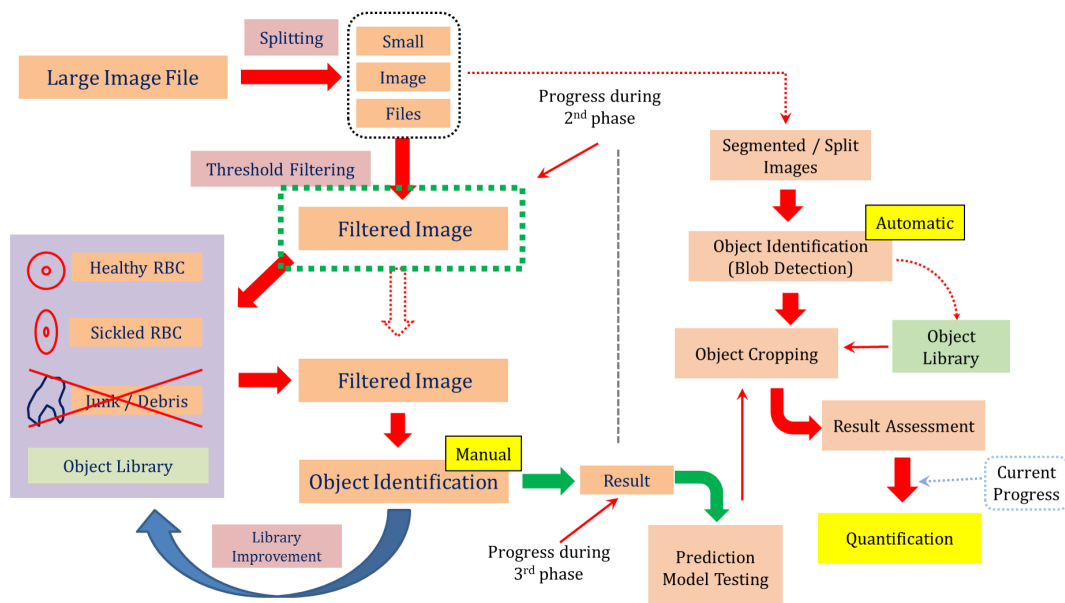 Splitting
Small
Large Image File
Image
Files
Progress during
2nd phase
Threshold Filtering
Segmented / Split
Images
Filtered Image
Automatic
Object Identification
(Blob Detection)
Healthy RBC
Sickled RBC
Object
Library
Object Cropping
Filtered Image
Junk / Debris
Result Assessment
Manual
Object Library
Object Identification
Result
Current
Progress
Library
Improvement
Progress during
3rd phase
Prediction
Model Testing
Quantification